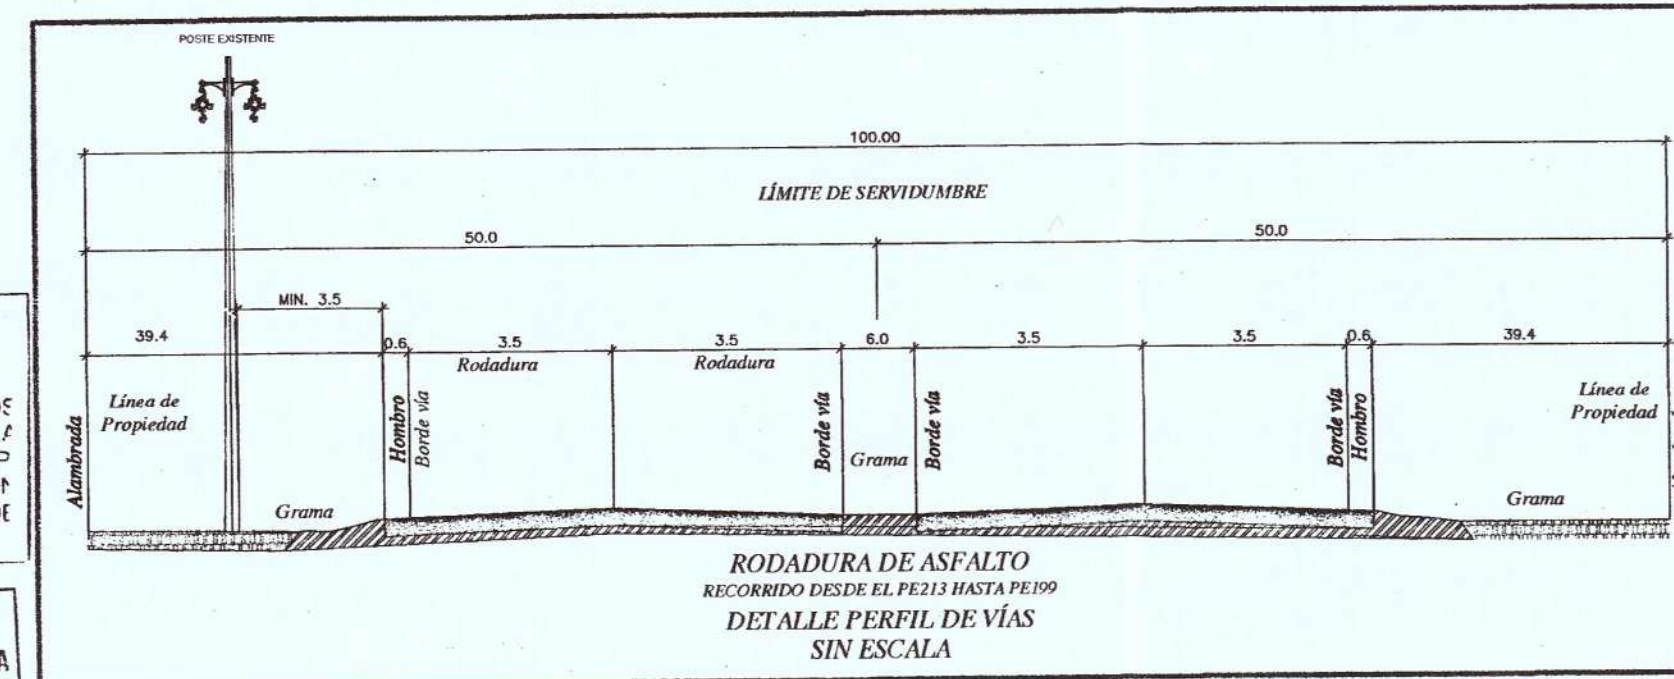 POSTE EXISTENTE
100.00
LÍMITE DE SERVIDUMBRE
50.0
50.0
MIN. 3.5
39.4
0.6
3.5
3.5
6.0
3.5
3.5
0.6
39.4
Rodadura
Rodadura
Línea de
Propiedad
Línea de
Propiedad
Alambrada
Hombro
Borde vía
Borde vía
Grama
Borde vía
Borde vía
Hombro
Grama
Grama
RODADURA DE ASFALTO
RECORRIDO DESDE EL PE213 HASTA PE199
DETALLE PERFIL DE VÍAS
SIN ESCALA